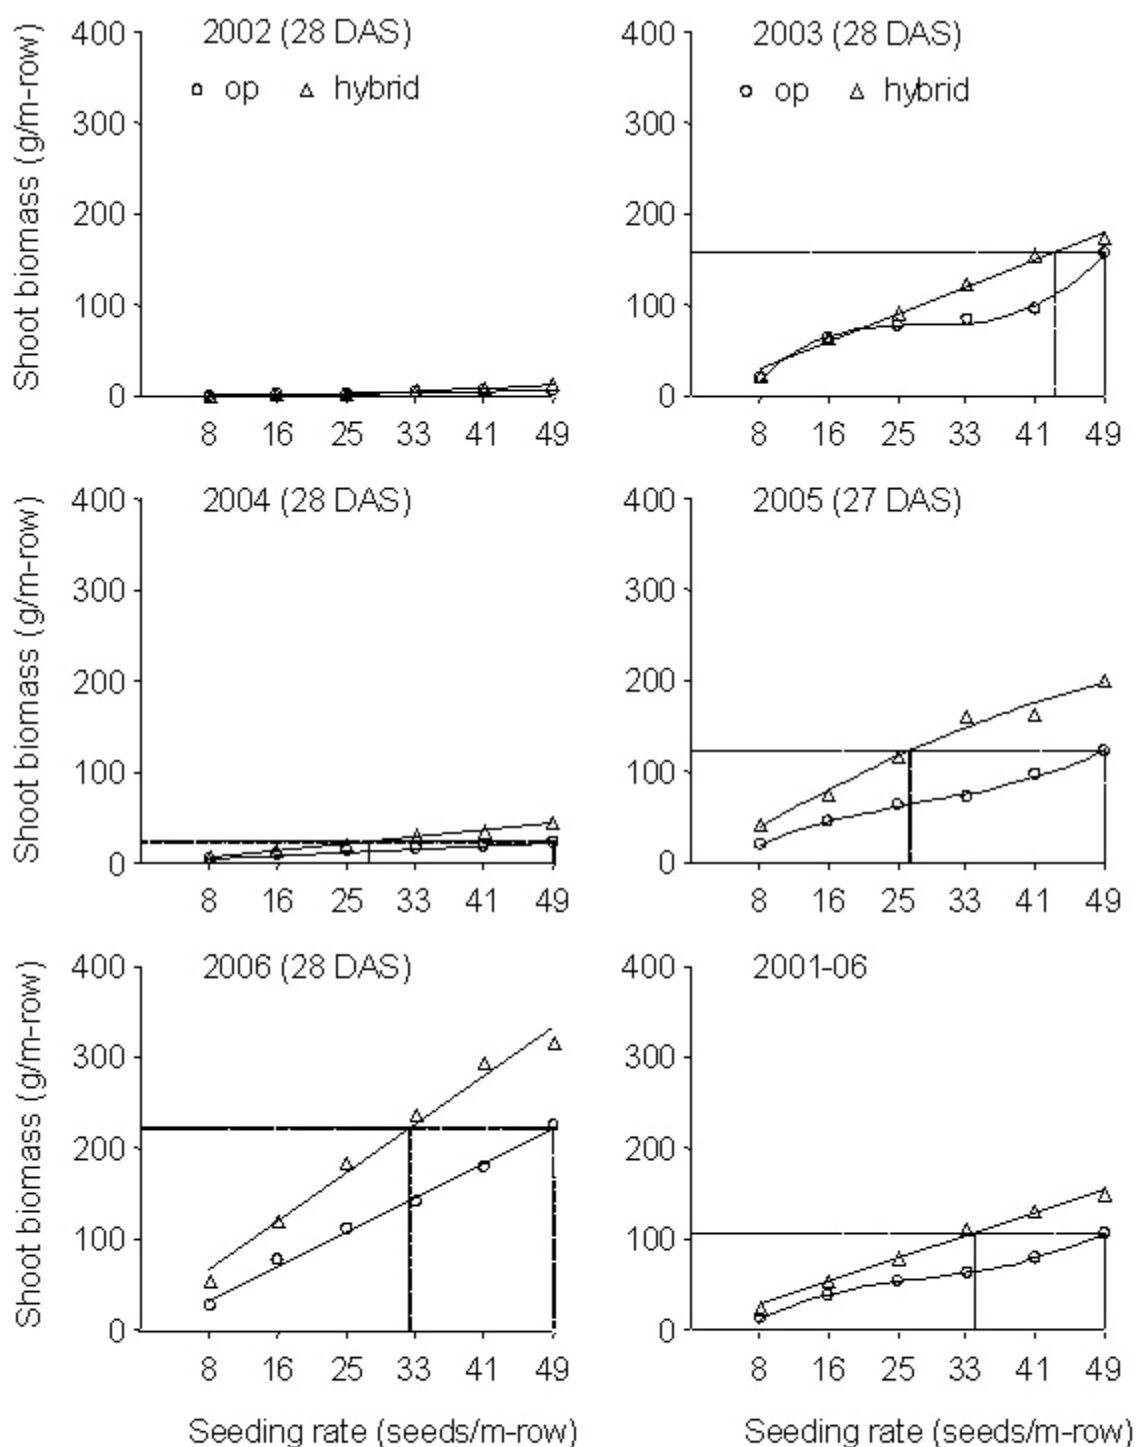 2002 (28 DAS)
op hybrid
Shoot biomass (g/m-row)
400
300
200
100
0
8 16 25 33 41 49
2003 (28 DAS)
op hybrid
400
300
200
100
0
8 16 25 33 41 49
2004 (28 DAS)
Shoot biomass (g/m-row)
400
300
200
100
0
8 16 25 33 41 49
2005 (27 DAS)
400
300
200
100
0
8 16 25 33 41 49
2006 (28 DAS)
Shoot biomass (g/m-row)
400
300
200
100
0
8 16 25 33 41 49
Seeding rate (seeds/m-row)
2001-06
400
300
200
100
0
8 16 25 33 41 49
Seeding rate (seeds/m-row)